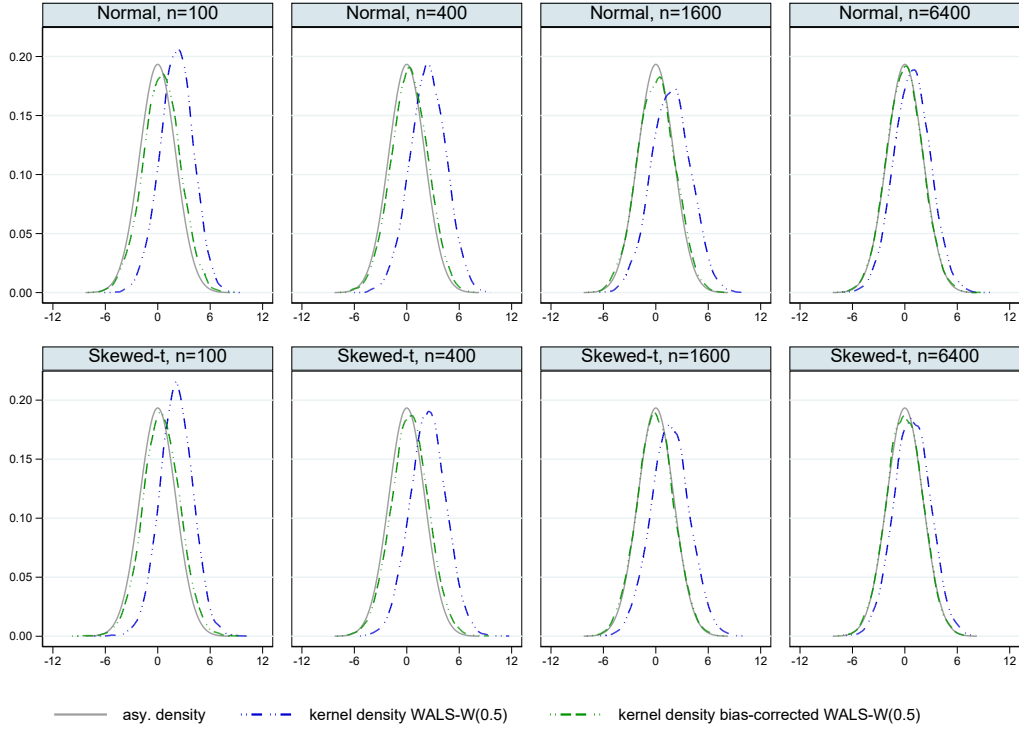 Normal, n=100 Normal, n=400 Normal, n=1600 Normal, n=6400
0.20
0.15
0.10
0.05
0.00
-12 -6 0 6 12 -12 -6 0 6 12 -12 -6 0 6 12 -12 -6 0 6 12
Skewed-t, n=100 Skewed-t, n=400 Skewed-t, n=1600 Skewed-t, n=6400
0.20
0.15
0.10
0.05
0.00
-12 -6 0 6 12 -12 -6 0 6 12 -12 -6 0 6 12 -12 -6 0 6 12
asy. density kernel density WALS-W(0.5) kernel density bias-corrected WALS-W(0.5)